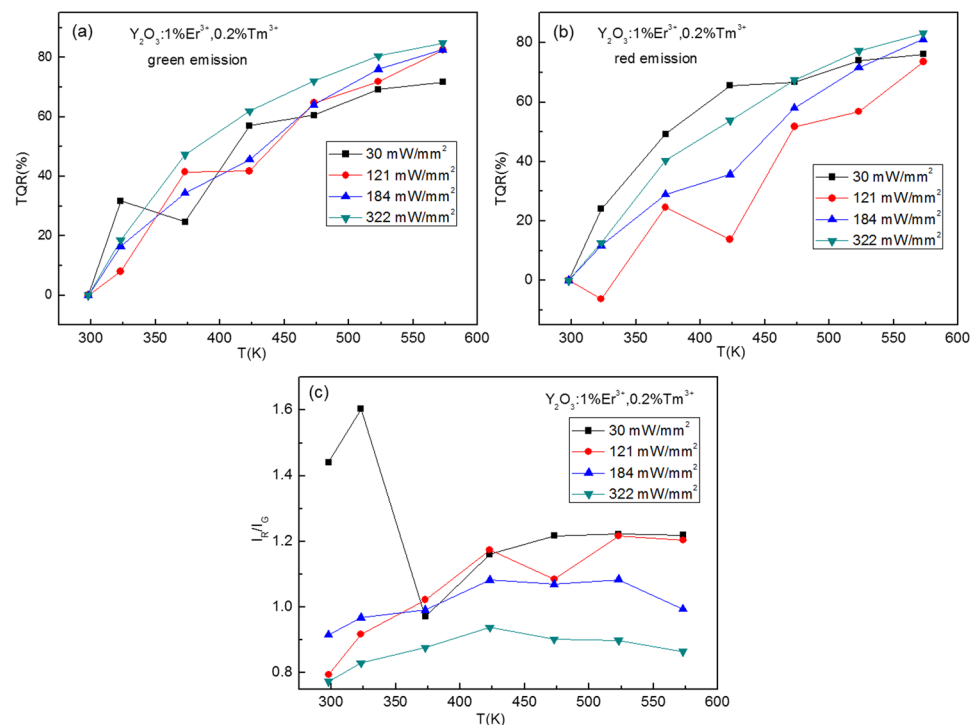 (a)
Y₂O₃:1%Er³⁺,0.2%Tm³⁺
green emission
TQR(%)
80
60
40
20
0
30 mW/mm²
121 mW/mm²
184 mW/mm²
322 mW/mm²
300 350 400 450 500 550 600
T(K)
(b)
Y₂O₃:1%Er³⁺,0.2%Tm³⁺
red emission
TQR(%)
80
60
40
20
0
30 mW/mm²
121 mW/mm²
184 mW/mm²
322 mW/mm²
300 350 400 450 500 550 600
T(K)
(c)
Y₂O₃:1%Er³⁺,0.2%Tm³⁺
I_R/I_G
1.6
1.4
1.2
1.0
0.8
30 mW/mm²
121 mW/mm²
184 mW/mm²
322 mW/mm²
300 350 400 450 500 550 600
T(K)